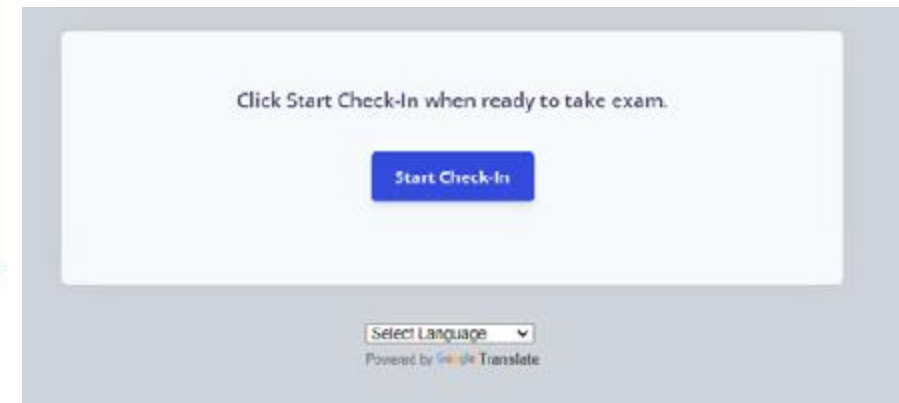 Click Start Check-In when ready to take exam.
Start Check-In
Select Language
Powered by Google Translate